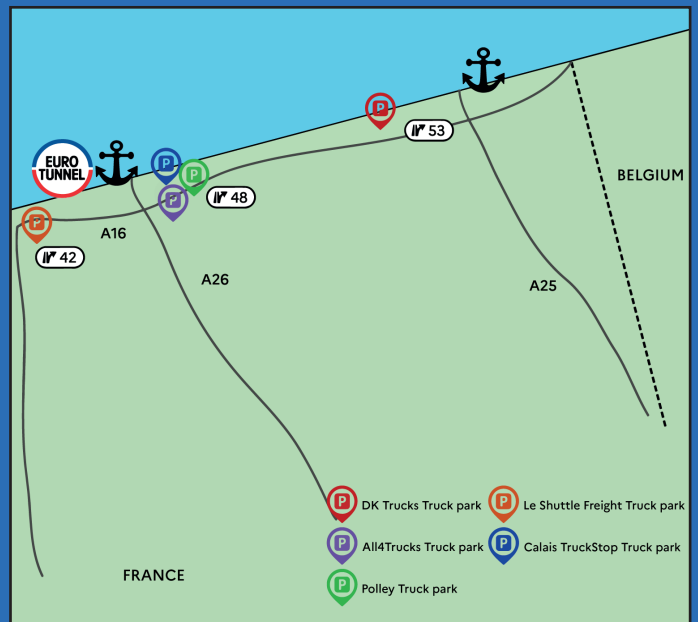 P
53
EURO
TUNNEL
P
P
BELGIUM
P
48
P
A16
42
A26
A25
P DK Trucks Truck park
P Le Shuttle Freight Truck park
P All4Trucks Truck park
P Calais TruckStop Truck park
FRANCE
P Polley Truck park